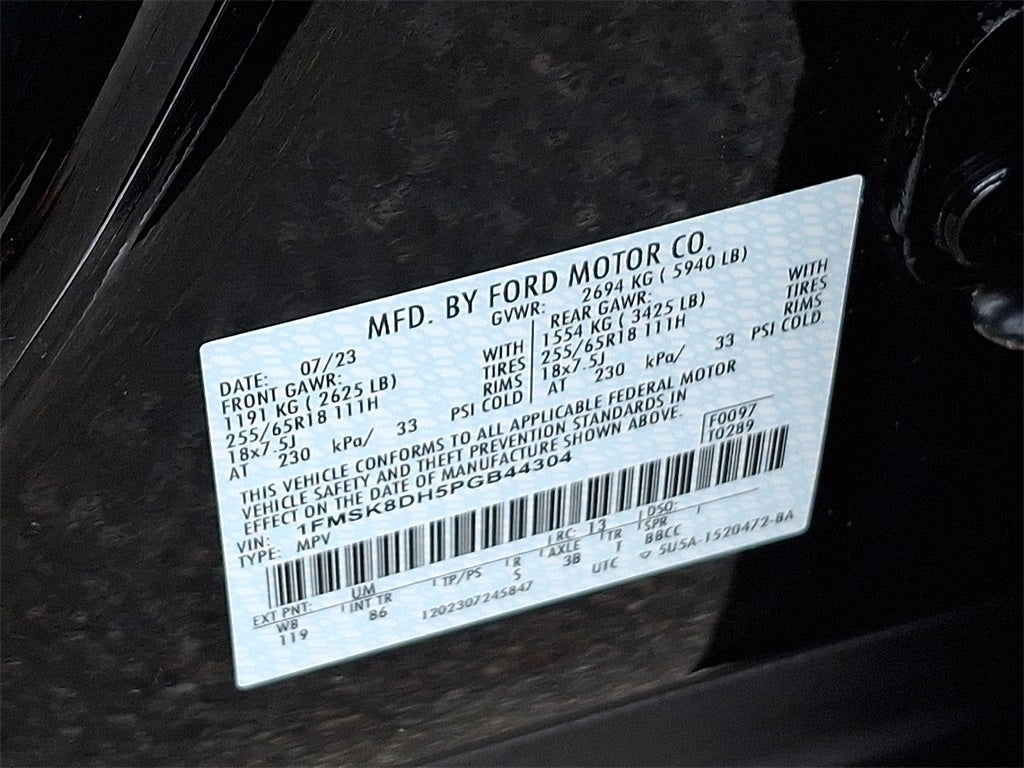 MFD. BY FORD MOTOR CO.
DATE: 07/23 GVWR: 2694 KG ( 5940 LB)
FRONT GAWR: REAR GAWR:
1191 KG ( 2625 LB) WITH 1554 KG ( 3425 LB) WITH
255/65R18 111H TIRES 255/65R18 111H TIRES
18x7.5J RIMS 18x7.5J RIMS
AT 230 kPa/ 33 PSI COLD AT 230 kPa/ 33 PSI COLD
THIS VEHICLE CONFORMS TO ALL APPLICABLE FEDERAL MOTOR
VEHICLE SAFETY AND THEFT PREVENTION STANDARDS IN
EFFECT ON THE DATE OF MANUFACTURE SHOWN ABOVE.
VIN: 1FMSK8DH5PGB44304 F0097
TYPE: MPV T0289
EXT PNT: UM RC: 13 DSO:
WB INT TR TP/PS R AXLE TR SPR
119 86 5 3B T BBCC
1202307245847 UTC ▽ 5U5A-1520472-BA